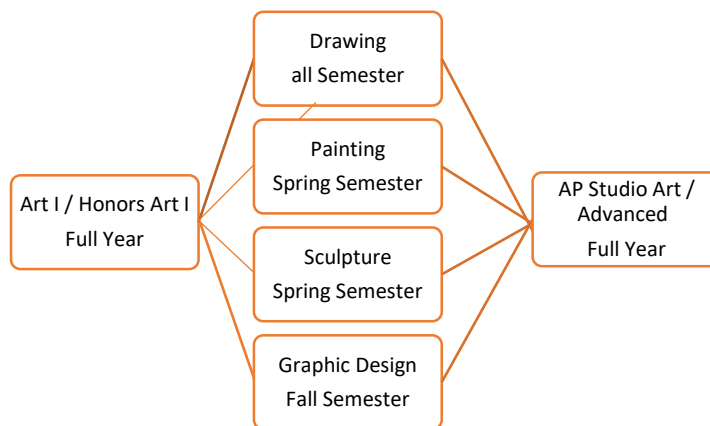 Art I / Honors Art I
Full Year
Drawing
all Semester
Painting
Spring Semester
Sculpture
Spring Semester
Graphic Design
Fall Semester
AP Studio Art /
Advanced
Full Year